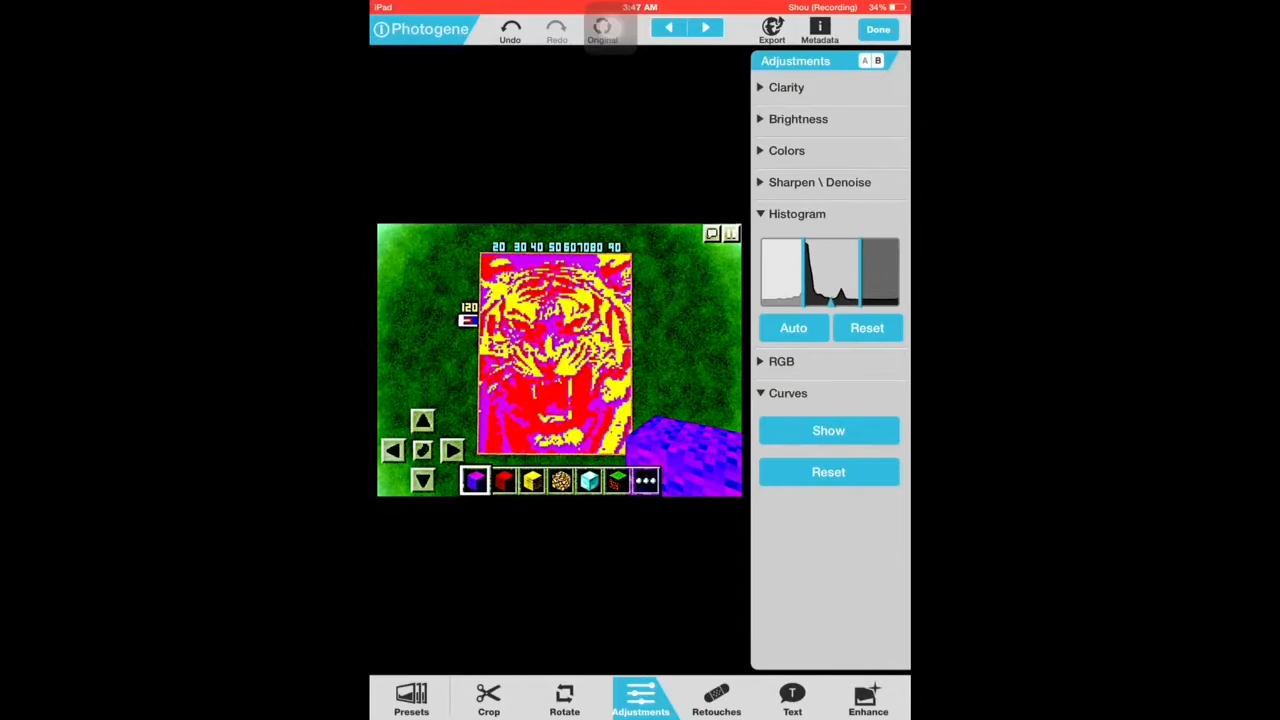 iPad 3:47 AM Shou (Recording) 34%
Photogene Undo Redo Original Export Metadata Done
Adjustments A B
Clarity
Brightness
Colors
Sharpen \ Denoise
Histogram
Auto Reset
RGB
Curves
Show
Reset
20 30 40 50 60 70 80 90
120
Presets Crop Rotate Adjustments Retouches Text Enhance